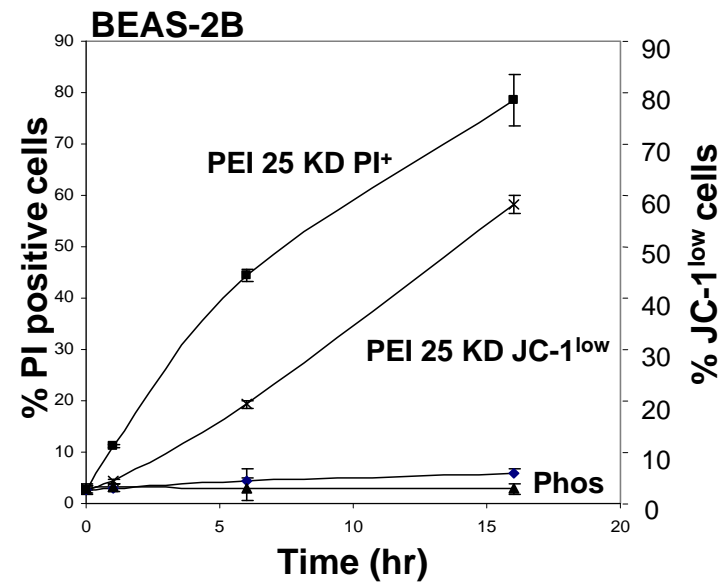 BEAS-2B
90
80
70
60
50
40
30
20
10
0
% PI positive cells
PEI 25 KD PI⁺
PEI 25 KD JC-1ˡᵒʷ
Phos
90
80
70
60
50
40
30
20
10
0
% JC-1ˡᵒʷ cells
0 5 10 15 20
Time (hr)